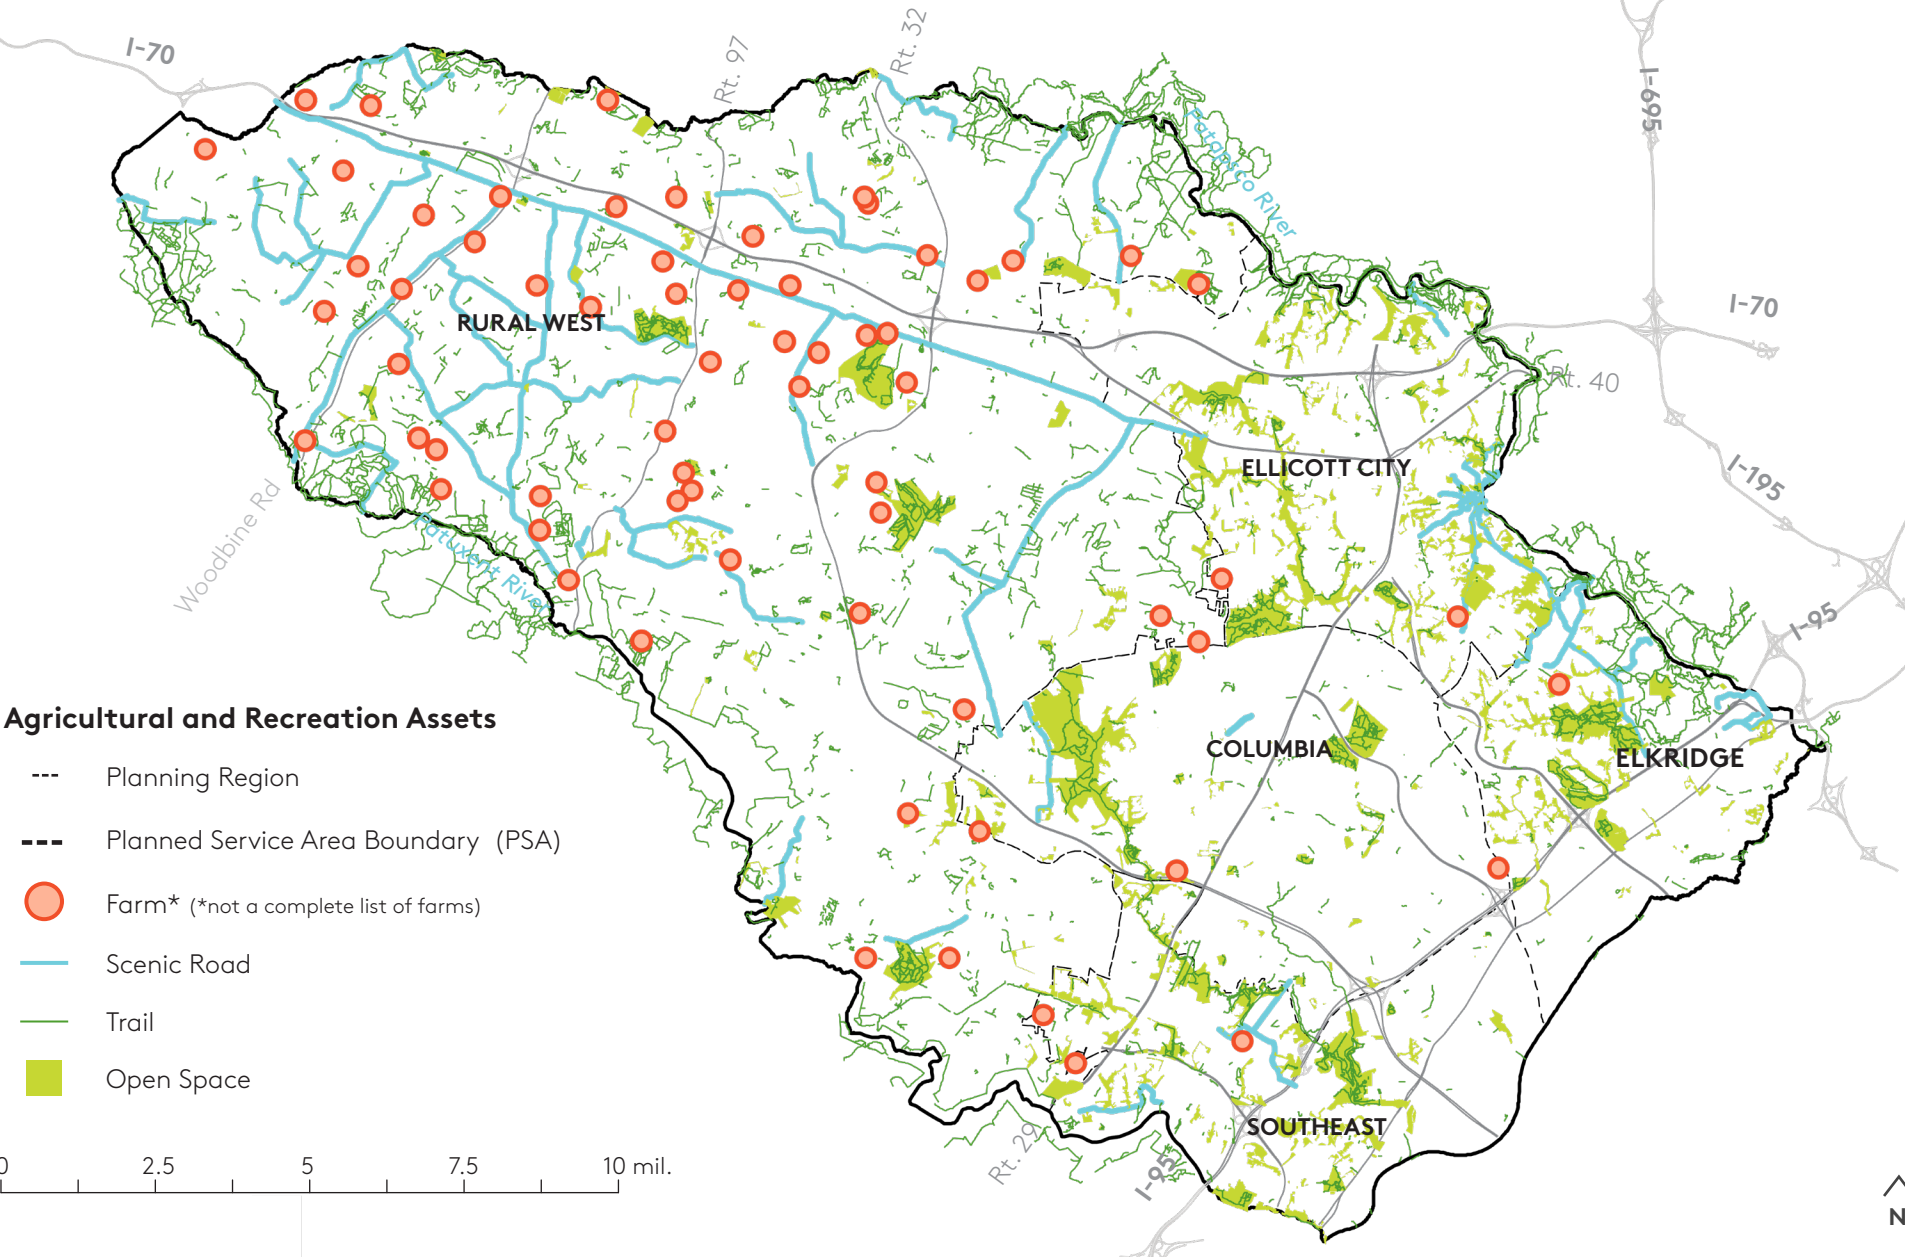 I-70
Rt. 97
Rt. 32
I-695
Patapsco River
I-70
Rt. 40
RURAL WEST
ELLICOTT CITY
I-195
Woodbine Rd
Patuxent River
I-95
Agricultural and Recreation Assets
Planning Region
Planned Service Area Boundary (PSA)
Farm* (*not a complete list of farms)
Scenic Road
Trail
Open Space
COLUMBIA
ELKRIDGE
SOUTHEAST
Rt. 29
I-95
0 2.5 5 7.5 10 mil.
N